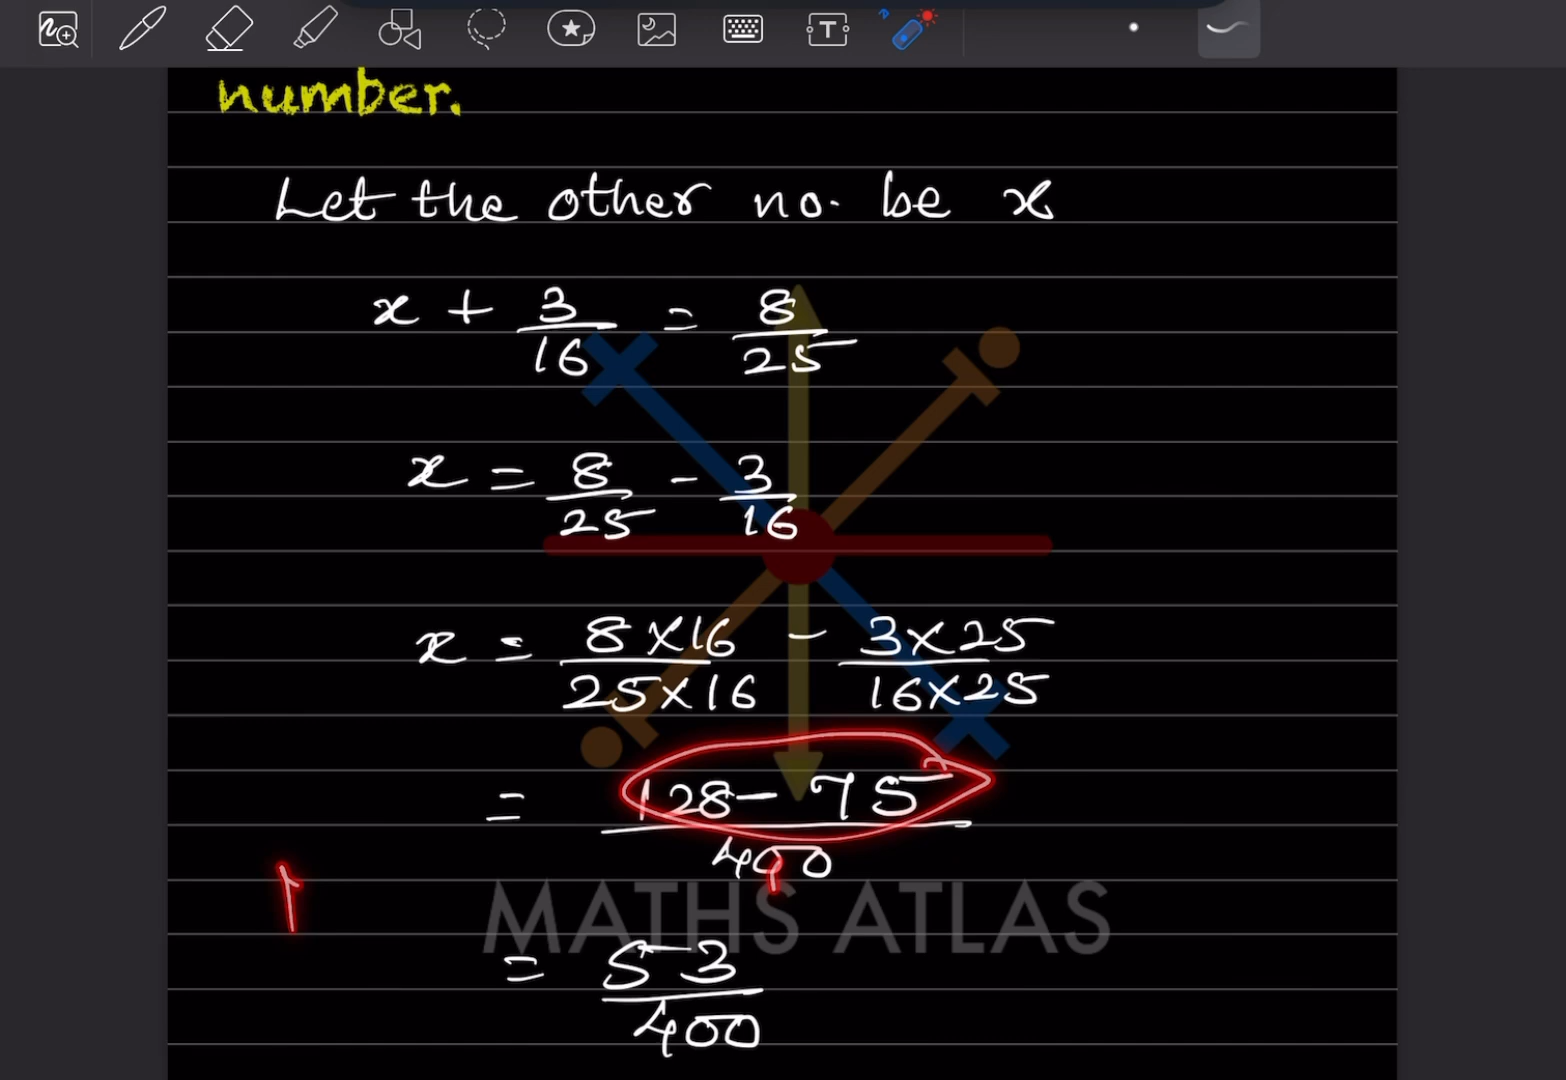 number.
Let the other no. be x
x + 3/16 = 8/25
x = 8/25 - 3/16
x = 8×16/25×16 - 3×25/16×25
= 128-75/400
MATHS ATLAS
= 53/400